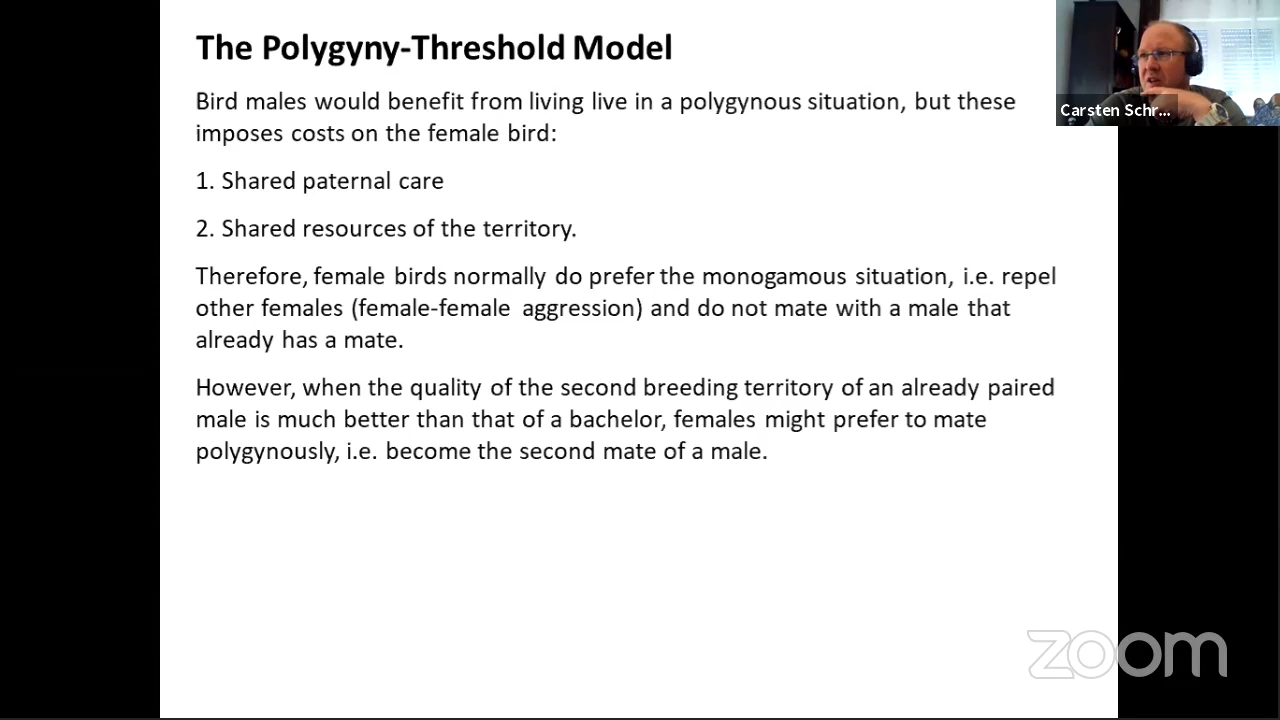 The Polygyny-Threshold Model
Bird males would benefit from living live in a polygynous situation, but these
imposes costs on the female bird:
1. Shared paternal care
2. Shared resources of the territory.
Therefore, female birds normally do prefer the monogamous situation, i.e. repel
other females (female-female aggression) and do not mate with a male that
already has a mate.
However, when the quality of the second breeding territory of an already paired
male is much better than that of a bachelor, females might prefer to mate
polygynously, i.e. become the second mate of a male.
Carsten Schr...
zoom